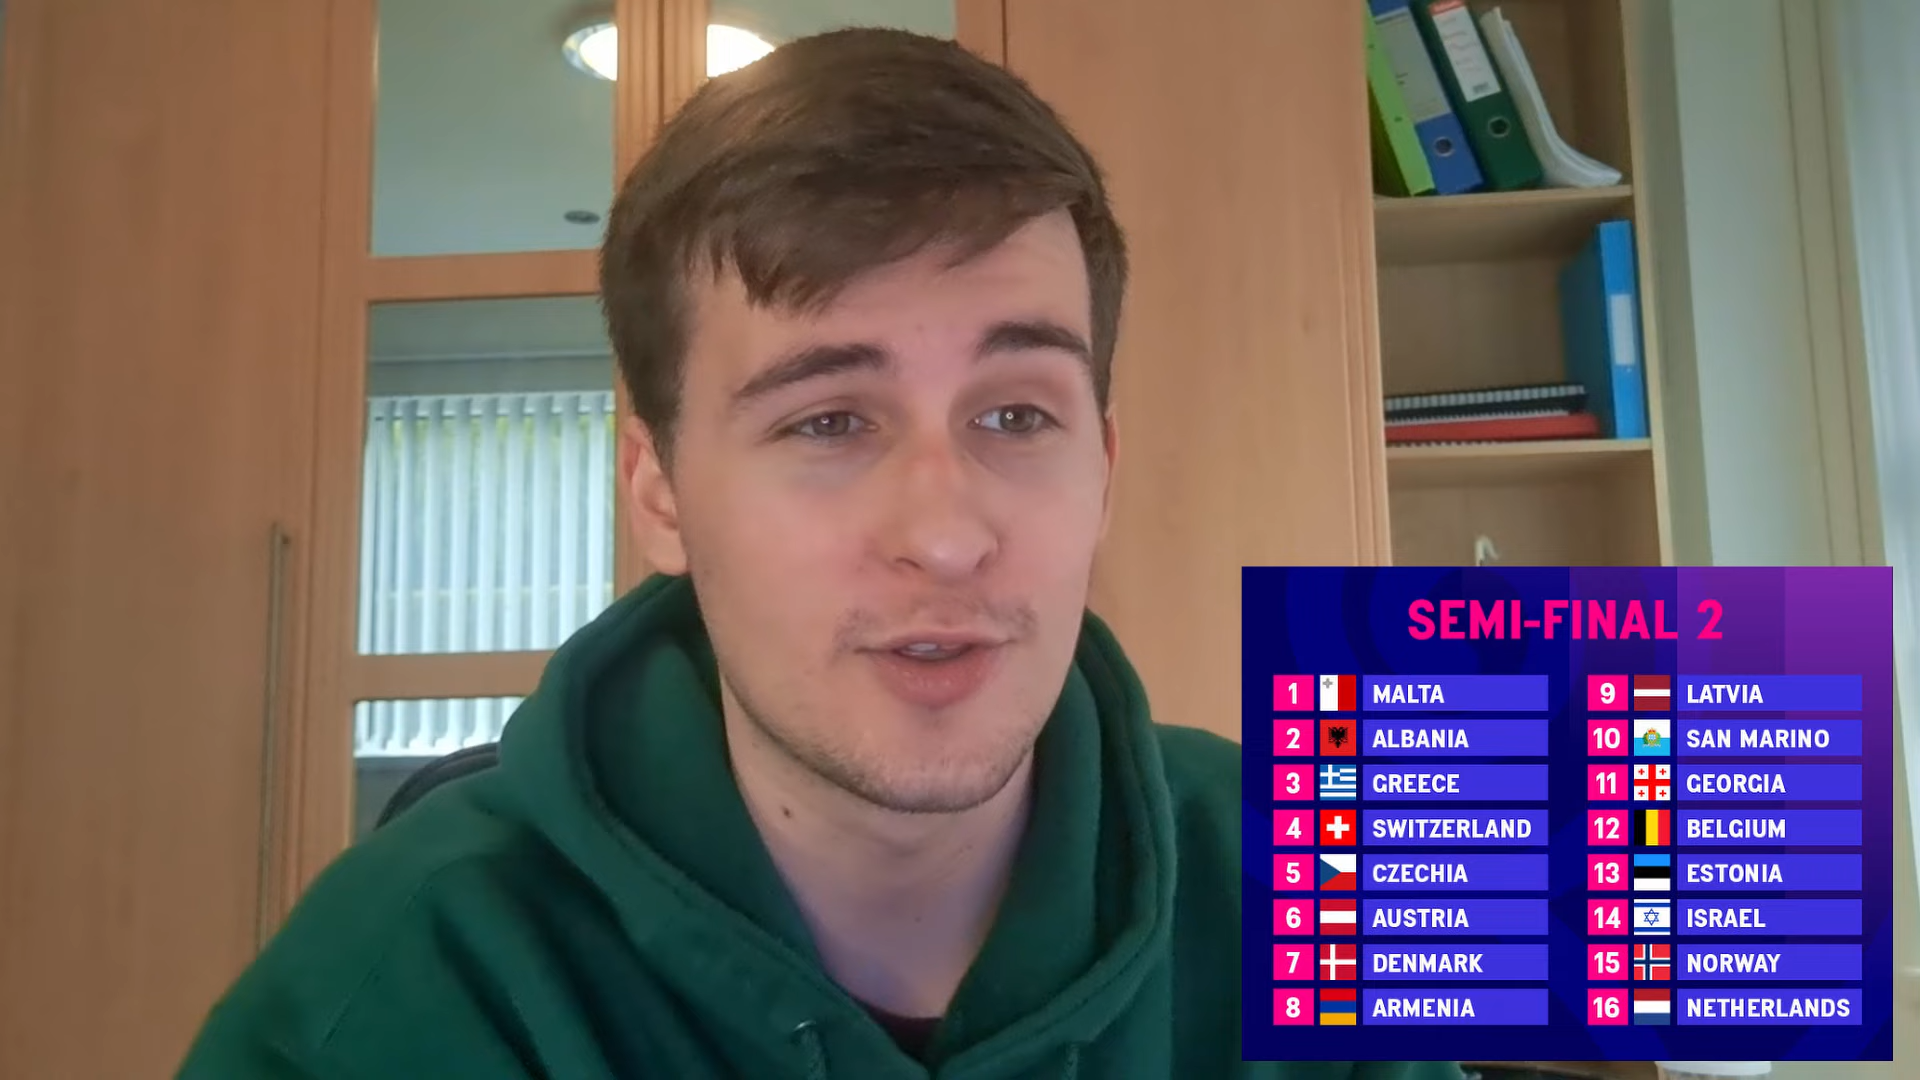 SEMI-FINAL 2
1 MALTA
2 ALBANIA
3 GREECE
4 SWITZERLAND
5 CZECHIA
6 AUSTRIA
7 DENMARK
8 ARMENIA
9 LATVIA
10 SAN MARINO
11 GEORGIA
12 BELGIUM
13 ESTONIA
14 ISRAEL
15 NORWAY
16 NETHERLANDS